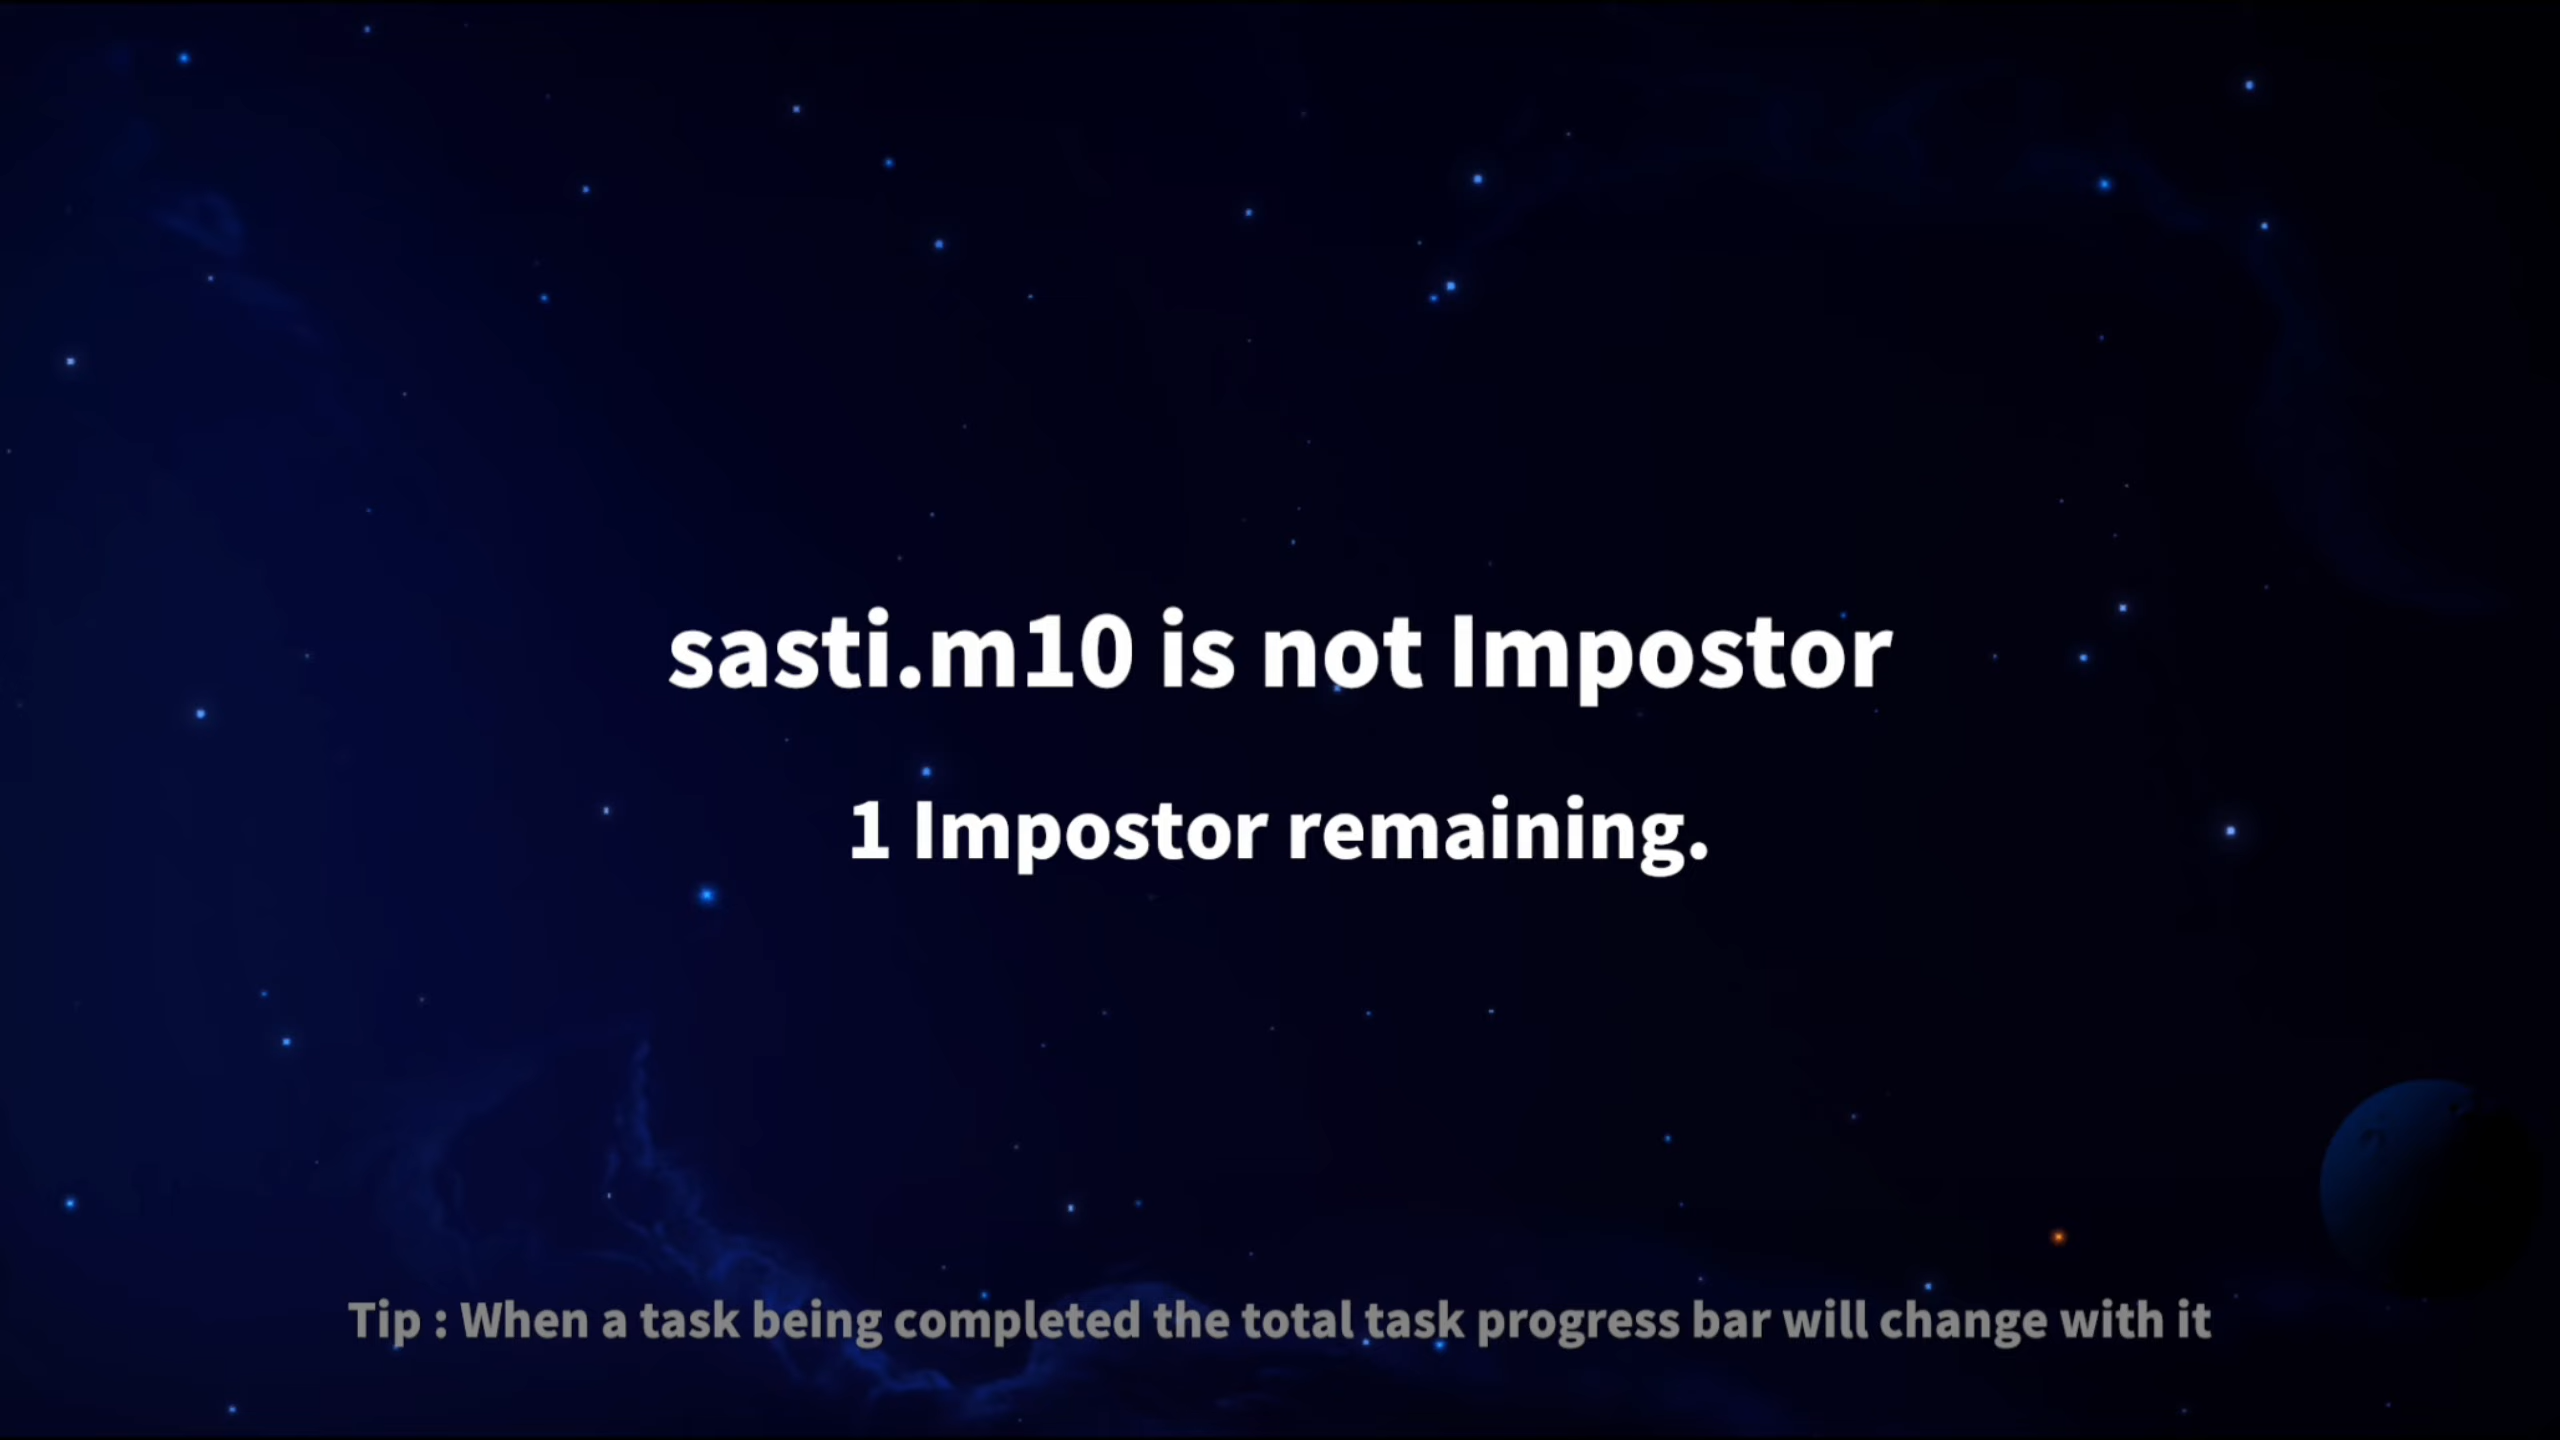 sasti.m10 is not Impostor
1 Impostor remaining.
Tip : When a task being completed the total task progress bar will change with it